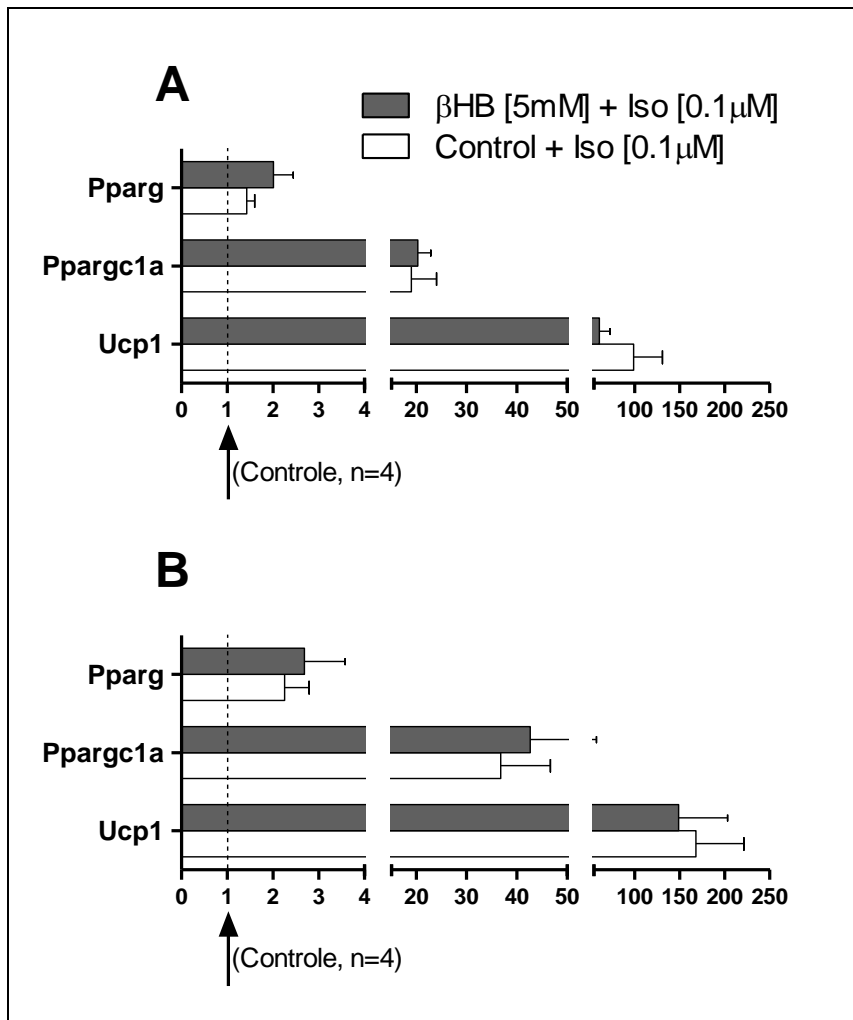 A
βHB [5mM] + Iso [0.1μM]
Control + Iso [0.1μM]
Pparg
Ppargc1a
Ucp1
0 1 2 3 4 20 30 40 50 100 150 200 250
(Controle, n=4)
B
Pparg
Ppargc1a
Ucp1
0 1 2 3 4 20 30 40 50 100 150 200 250
(Controle, n=4)